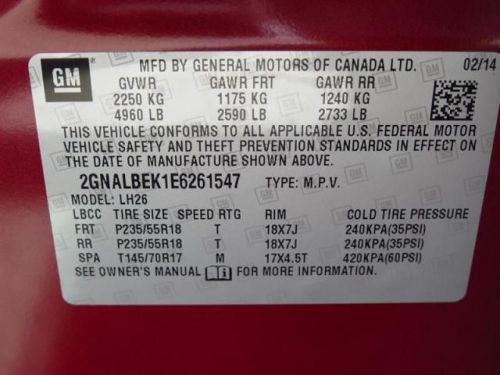 GM
MFD BY GENERAL MOTORS OF CANADA LTD. 02/14
GVWR GAWR FRT GAWR RR
2250 KG 1175 KG 1240 KG
4960 LB 2590 LB 2733 LB
THIS VEHICLE CONFORMS TO ALL APPLICABLE U.S. FEDERAL MOTOR
VEHICLE SAFETY AND THEFT PREVENTION STANDARDS IN EFFECT ON
THE DATE OF MANUFACTURE SHOWN ABOVE.
2GNALBEK1E6261547 TYPE: M.P.V.
MODEL: LH26
LBCC TIRE SIZE SPEED RTG RIM COLD TIRE PRESSURE
FRT P235/55R18 T 18X7J 240KPA(35PSI)
RR P235/55R18 T 18X7J 240KPA(35PSI)
SPA T145/70R17 M 17X4.5T 420KPA(60PSI)
SEE OWNER'S MANUAL FOR MORE INFORMATION.